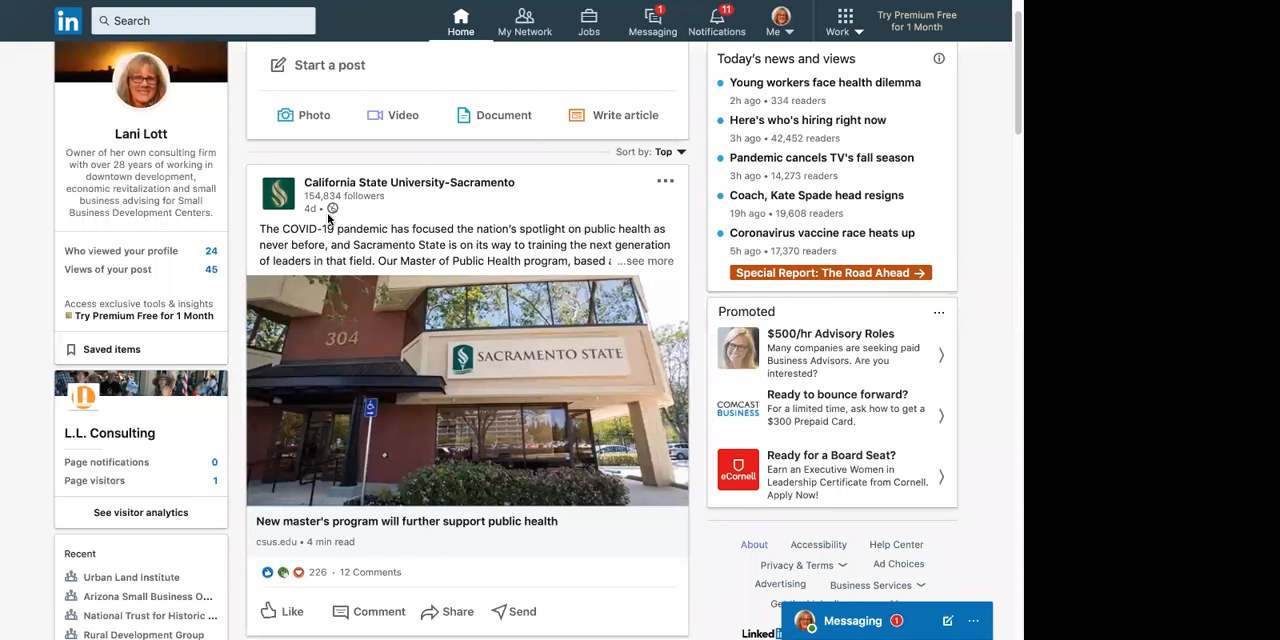 in
Search
Home
My Network
Jobs
1
Messaging
11
Notifications
Me
Work
Try Premium Free
for 1 Month
Lani Lott
Owner of her own consulting firm
with over 28 years of working in
downtown development,
economic revitalization and small
business advising for Small
Business Development Centers.
Who viewed your profile 24
Views of your post 45
Access exclusive tools & insights
Try Premium Free for 1 Month
Saved items
L.L. Consulting
Page notifications 0
Page visitors 1
See visitor analytics
Recent
Urban Land Institute
Arizona Small Business O...
National Trust for Historic ...
Rural Development Group
Start a post
Photo
Video
Document
Write article
Sort by: Top
California State University-Sacramento
154,834 followers
4d •
The COVID-19 pandemic has focused the nation's spotlight on public health as
never before, and Sacramento State is on its way to training the next generation
of leaders in that field. Our Master of Public Health program, based ...see more
304
SACRAMENTO STATE
New master's program will further support public health
csus.edu • 4 min read
226 · 12 Comments
Like
Comment
Share
Send
Today's news and views
Young workers face health dilemma
2h ago • 334 readers
Here's who's hiring right now
3h ago • 42,452 readers
Pandemic cancels TV's fall season
3h ago • 14,273 readers
Coach, Kate Spade head resigns
19h ago • 19,608 readers
Coronavirus vaccine race heats up
5h ago • 17,370 readers
Special Report: The Road Ahead →
Promoted
...
$500/hr Advisory Roles
Many companies are seeking paid
Business Advisors. Are you
interested?
COMCAST
BUSINESS
Ready to bounce forward?
For a limited time, ask how to get a
$300 Prepaid Card.
eCornell
Ready for a Board Seat?
Earn an Executive Women in
Leadership Certificate from Cornell.
Apply Now!
About
Accessibility
Help Center
Privacy & Terms
Ad Choices
Advertising
Business Services
Linked
Messaging 1
...